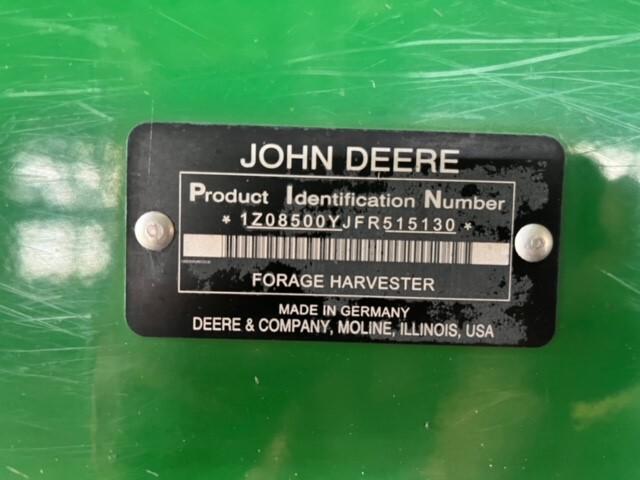 JOHN DEERE
Product Identification Number
* 1Z08500YJFR515130 *
FORAGE HARVESTER
MADE IN GERMANY
DEERE & COMPANY, MOLINE, ILLINOIS, USA